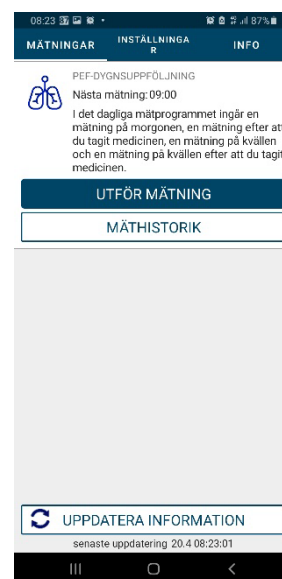 08:23
87%
MÄTNINGAR
INSTÄLLNINGA
R
INFO
PEF-DYGNSUPPFÖLJNING
Nästa mätning: 09:00
I det dagliga mätprogrammet ingår en
mätning på morgonen, en mätning efter att
du tagit medicinen, en mätning på kvällen
och en mätning på kvällen efter att du tagit
medicinen.
UTFÖR MÄTNING
MÄTHISTORIK
UPPDATERA INFORMATION
senaste uppdatering 20.4 08:23:01